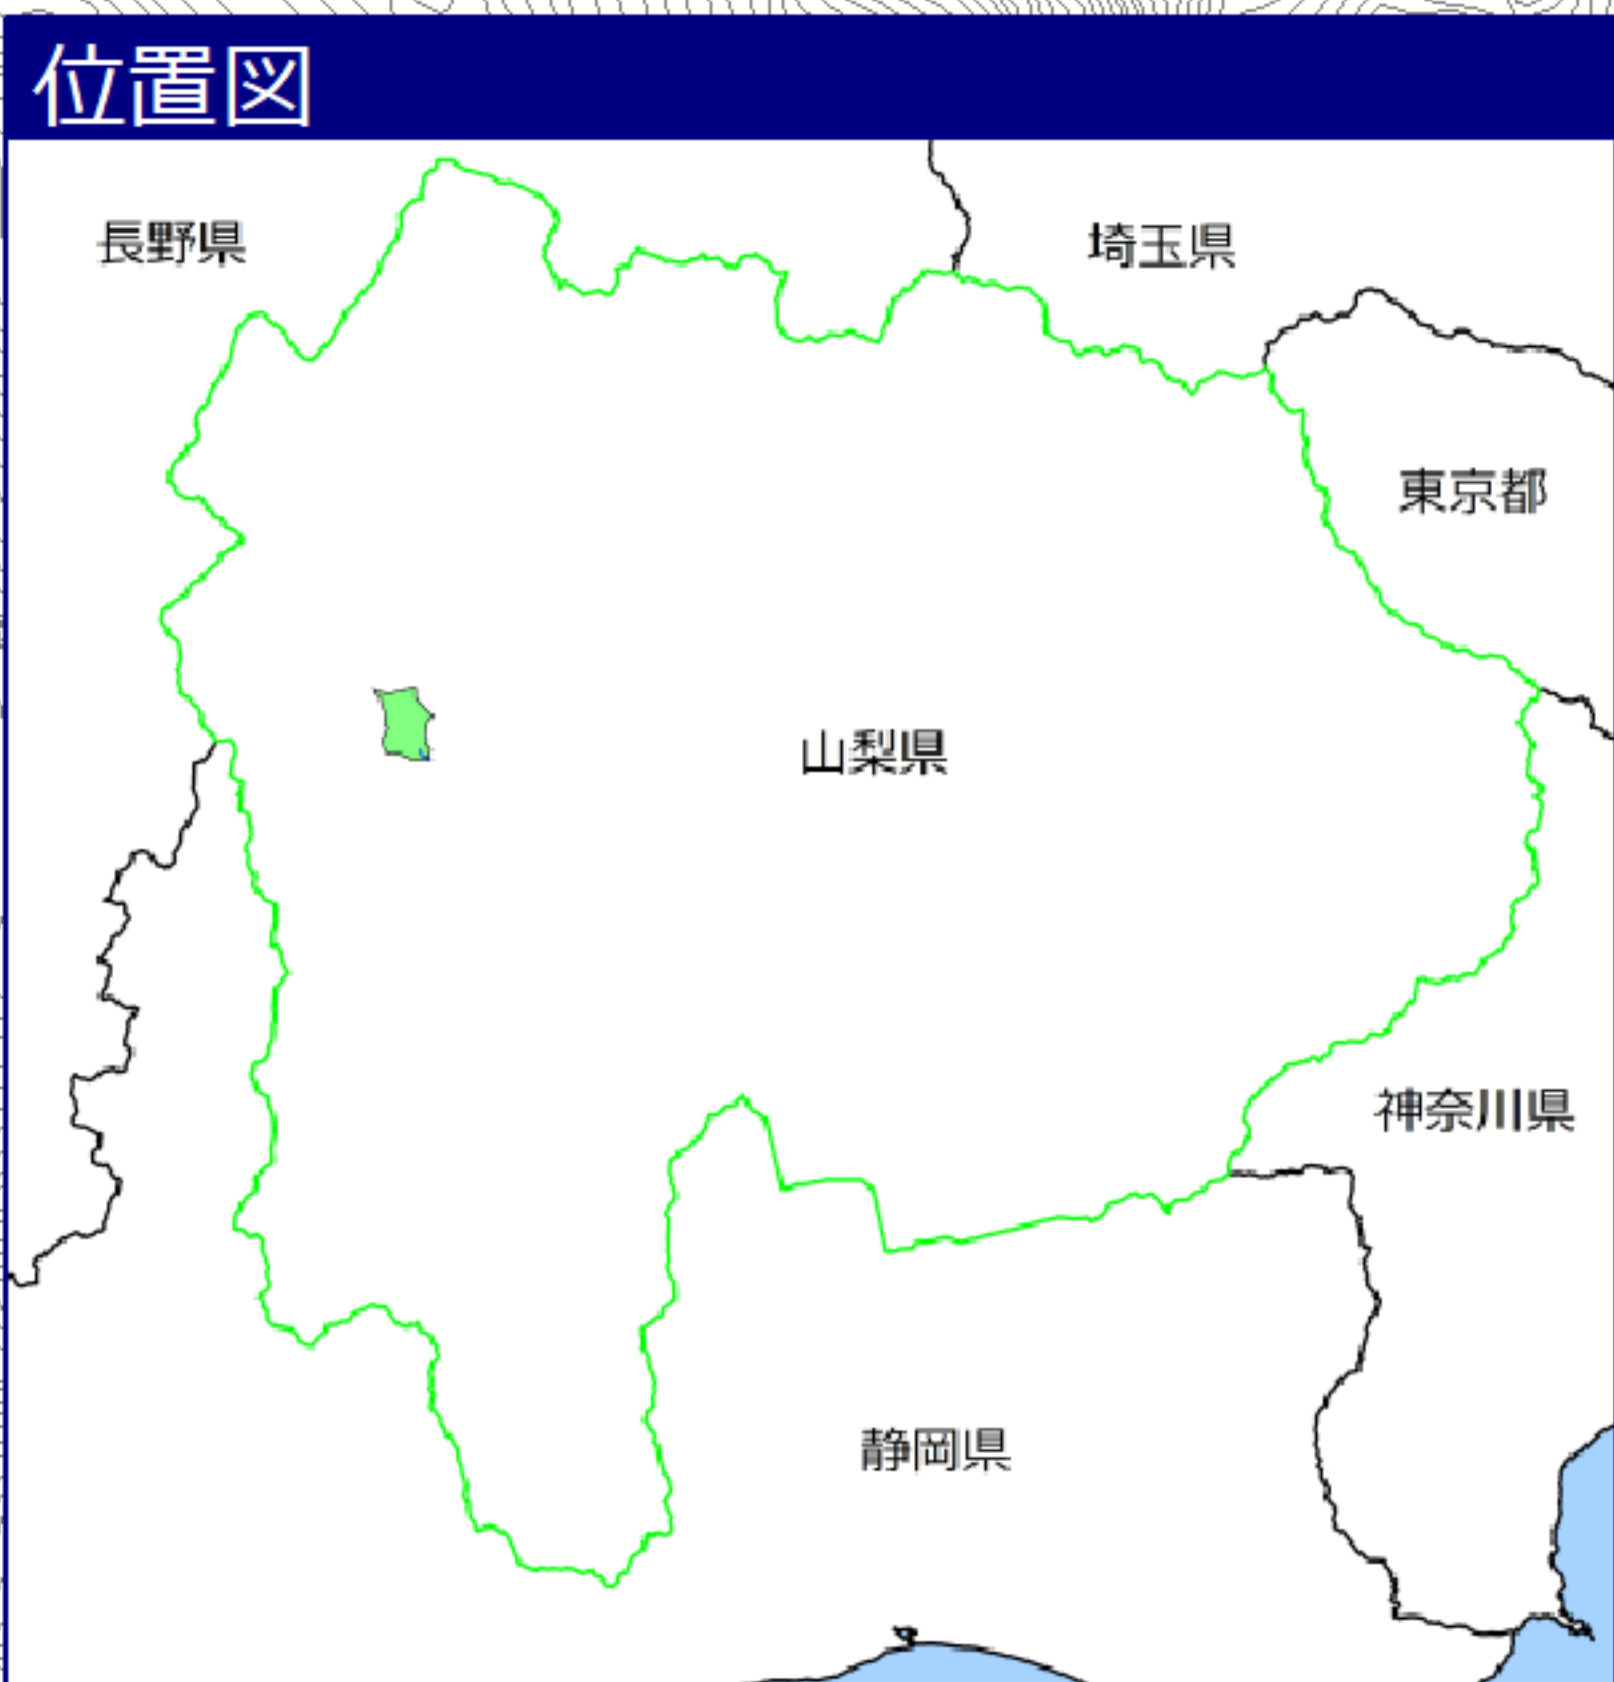 位置図
長野県
埼玉県
東京都
山梨県
神奈川県
静岡県